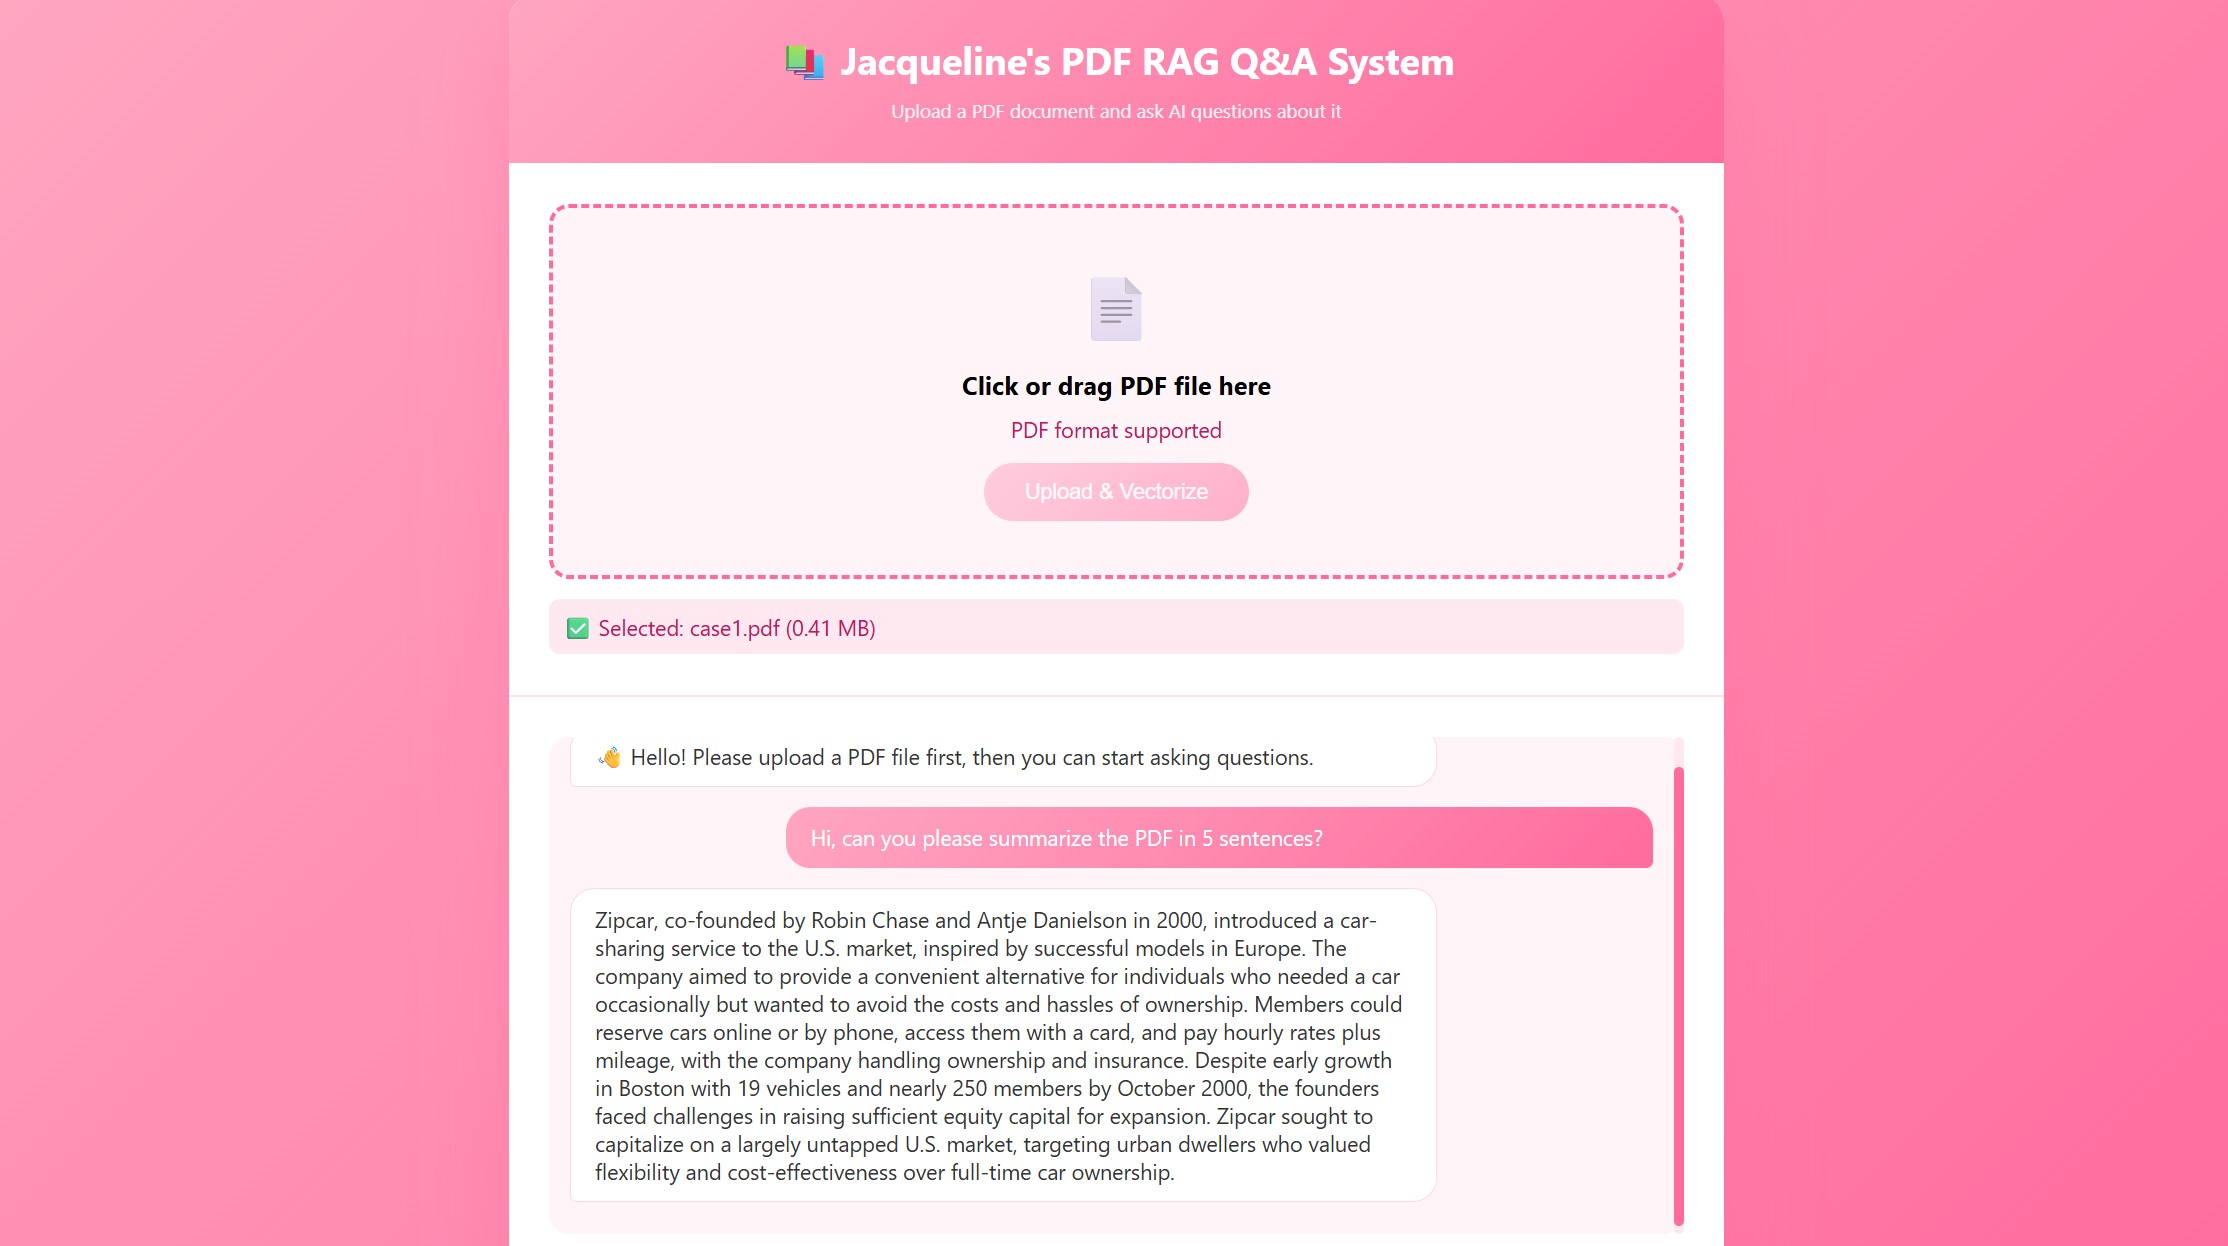 Jacqueline's PDF RAG Q&A System
Upload a PDF document and ask AI questions about it
Click or drag PDF file here
PDF format supported
Upload & Vectorize
Selected: case1.pdf (0.41 MB)
Hello! Please upload a PDF file first, then you can start asking questions.
Hi, can you please summarize the PDF in 5 sentences?
Zipcar, co-founded by Robin Chase and Antje Danielson in 2000, introduced a car-
sharing service to the U.S. market, inspired by successful models in Europe. The
company aimed to provide a convenient alternative for individuals who needed a car
occasionally but wanted to avoid the costs and hassles of ownership. Members could
reserve cars online or by phone, access them with a card, and pay hourly rates plus
mileage, with the company handling ownership and insurance. Despite early growth
in Boston with 19 vehicles and nearly 250 members by October 2000, the founders
faced challenges in raising sufficient equity capital for expansion. Zipcar sought to
capitalize on a largely untapped U.S. market, targeting urban dwellers who valued
flexibility and cost-effectiveness over full-time car ownership.